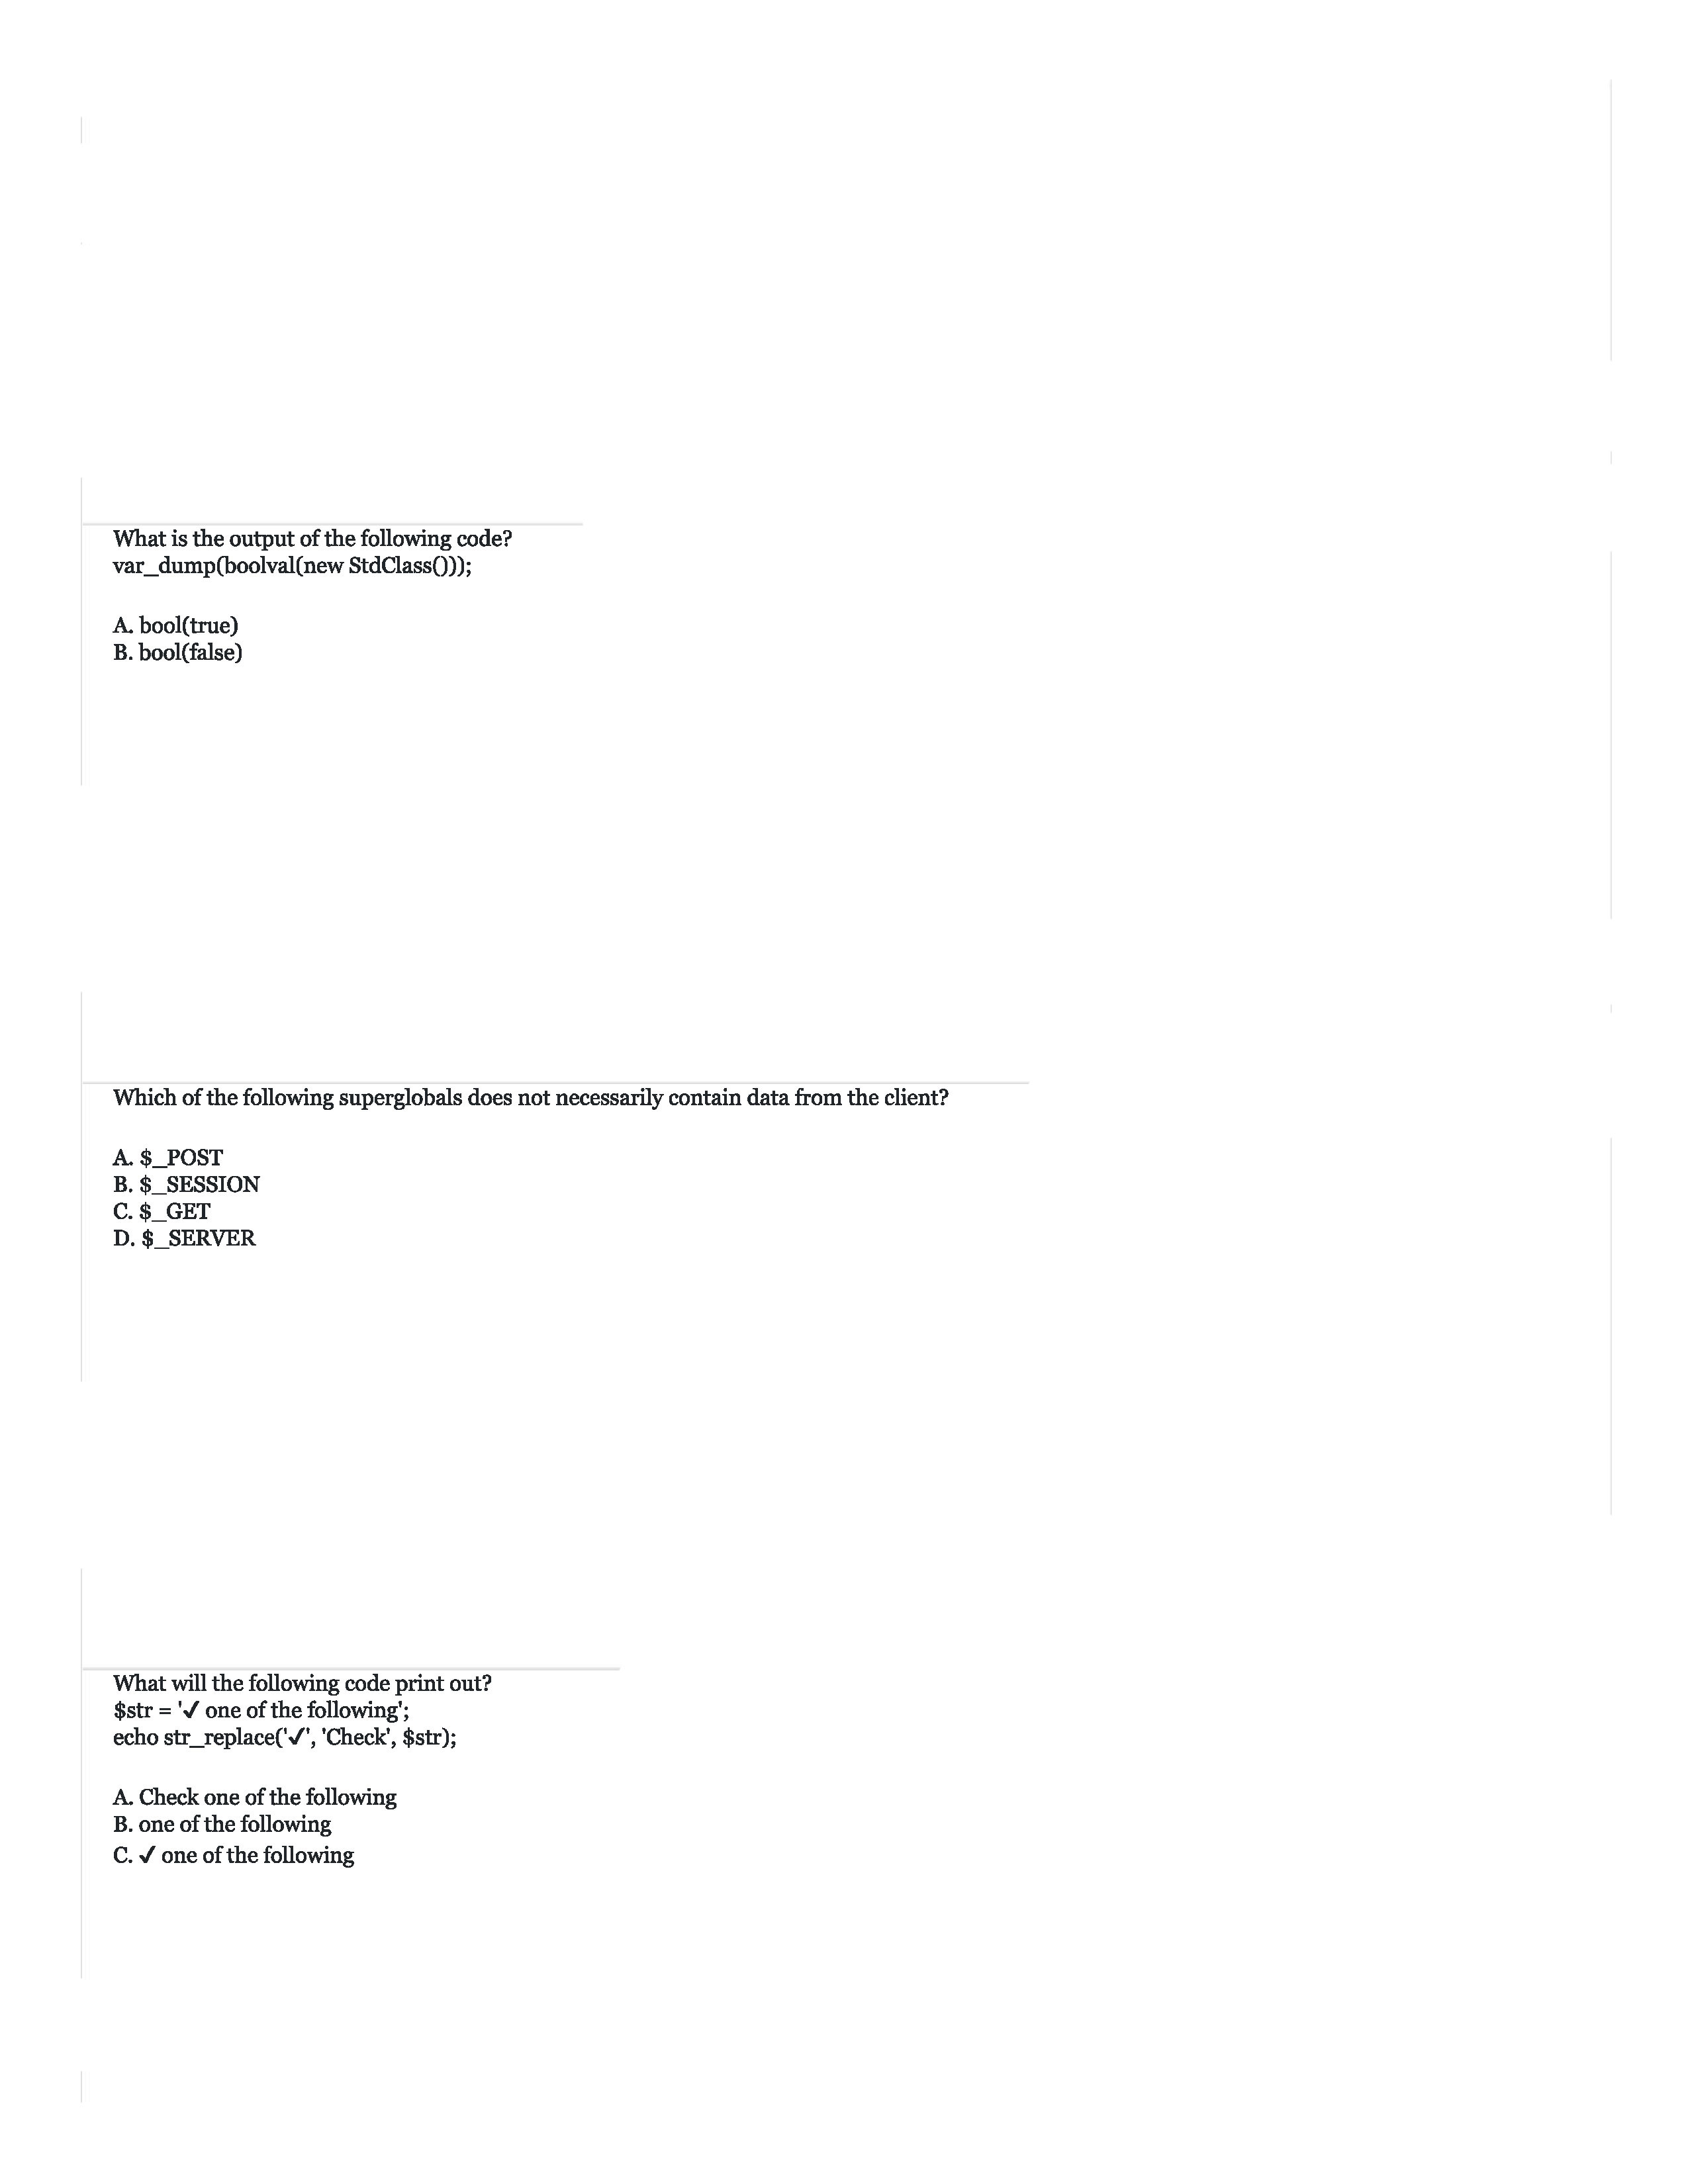 What is the output of the following code?
var_dump(boolval(new StdClass()));
A. bool(true)
B. bool(false)
Which of the following superglobals does not necessarily contain data from the client?
A. $_POST
B. $_SESSION
C. $_GET
D. $_SERVER
What will the following code print out?
$str = '✓ one of the following';
echo str_replace('✓', 'Check', $str);
A. Check one of the following
B. one of the following
C. ✓ one of the following